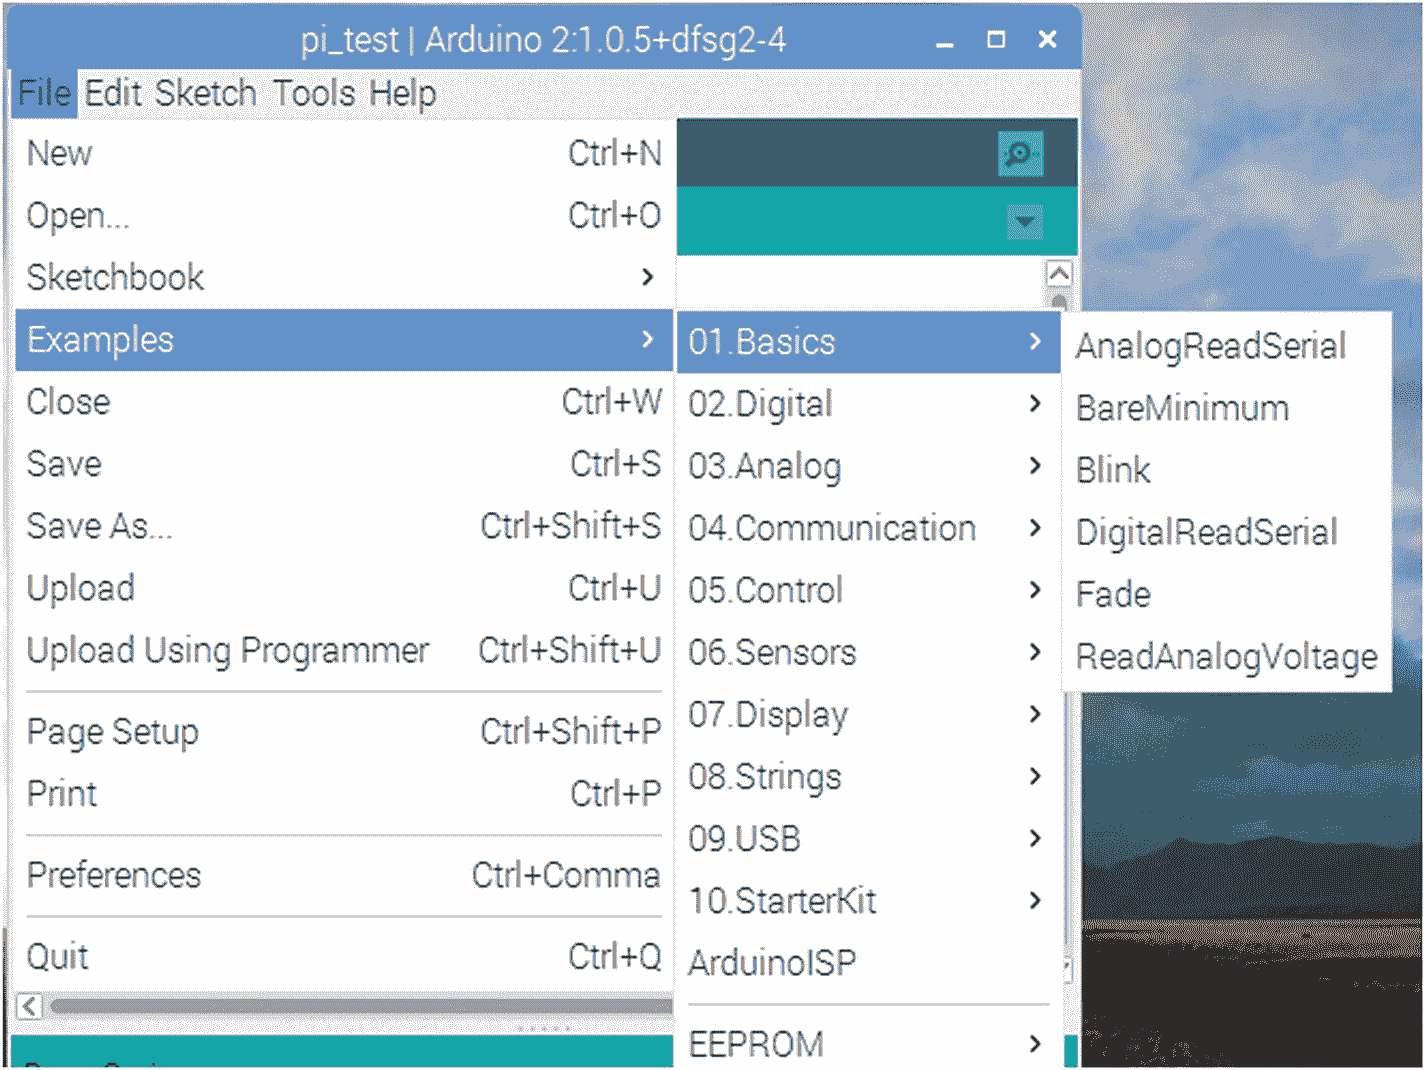 pi_test | Arduino 2:1.0.5+dfsg2-4
File Edit Sketch Tools Help
New Ctrl+N
Open... Ctrl+O
Sketchbook
Examples
Close Ctrl+W
Save Ctrl+S
Save As... Ctrl+Shift+S
Upload Ctrl+U
Upload Using Programmer Ctrl+Shift+U
Page Setup Ctrl+Shift+P
Print Ctrl+P
Preferences Ctrl+Comma
Quit Ctrl+Q
01.Basics
02.Digital
03.Analog
04.Communication
05.Control
06.Sensors
07.Display
08.Strings
09.USB
10.StarterKit
ArduinoISP
EEPROM
AnalogReadSerial
BareMinimum
Blink
DigitalReadSerial
Fade
ReadAnalogVoltage